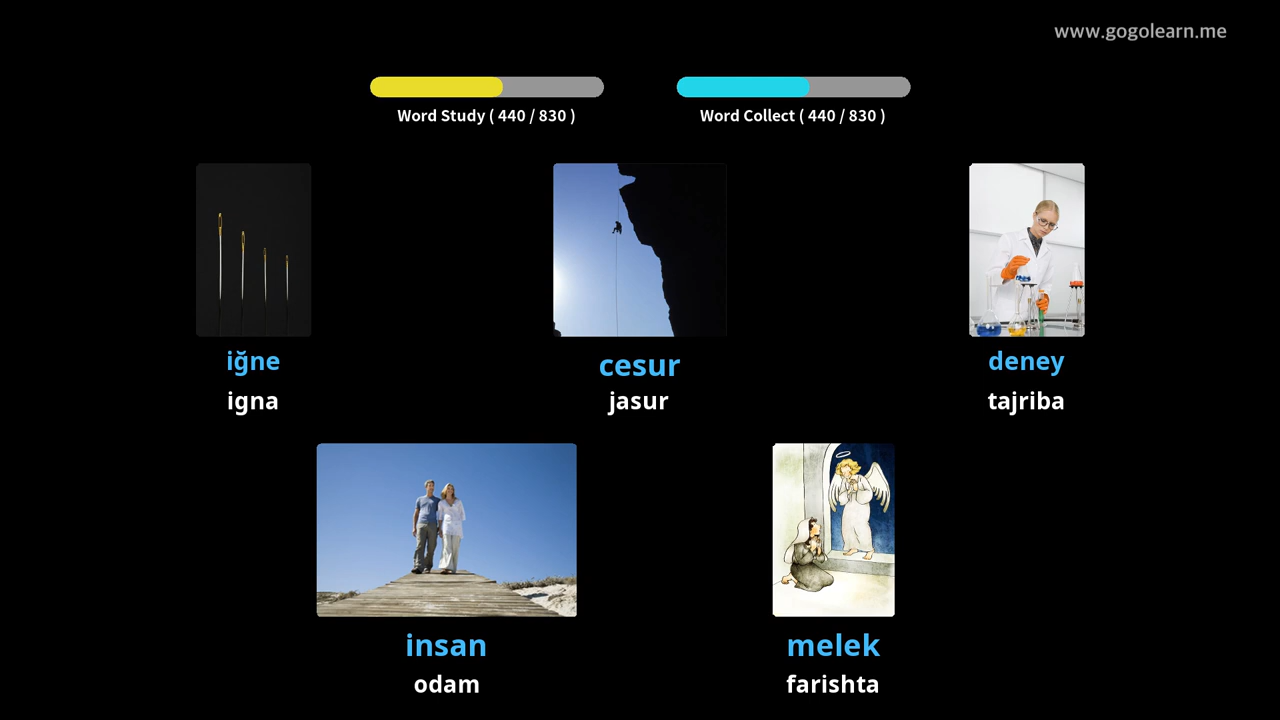 www.gogolearn.me
Word Study ( 440 / 830 )
Word Collect ( 440 / 830 )
iğne
igna
cesur
jasur
deney
tajriba
insan
odam
melek
farishta